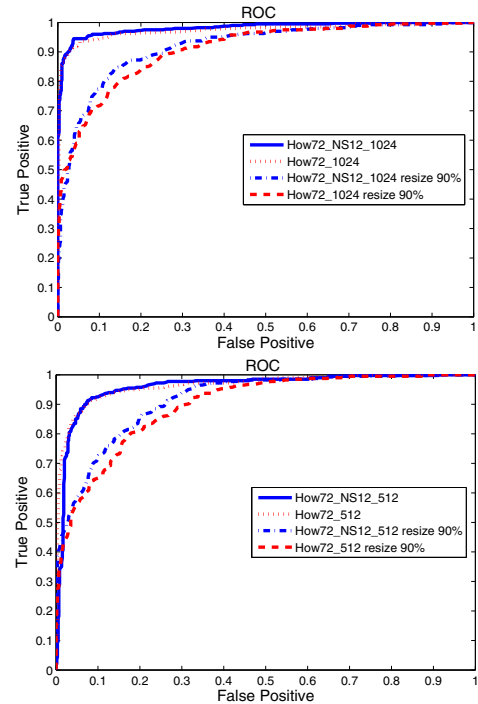 ROC
1
0.9
0.8
0.7
0.6
0.5
0.4
0.3
0.2
0.1
0
True Positive
How72_NS12_1024
How72_1024
How72_NS12_1024 resize 90%
How72_1024 resize 90%
0 0.1 0.2 0.3 0.4 0.5 0.6 0.7 0.8 0.9 1
False Positive
ROC
1
0.9
0.8
0.7
0.6
0.5
0.4
0.3
0.2
0.1
0
True Positive
How72_NS12_512
How72_512
How72_NS12_512 resize 90%
How72_512 resize 90%
0 0.1 0.2 0.3 0.4 0.5 0.6 0.7 0.8 0.9 1
False Positive